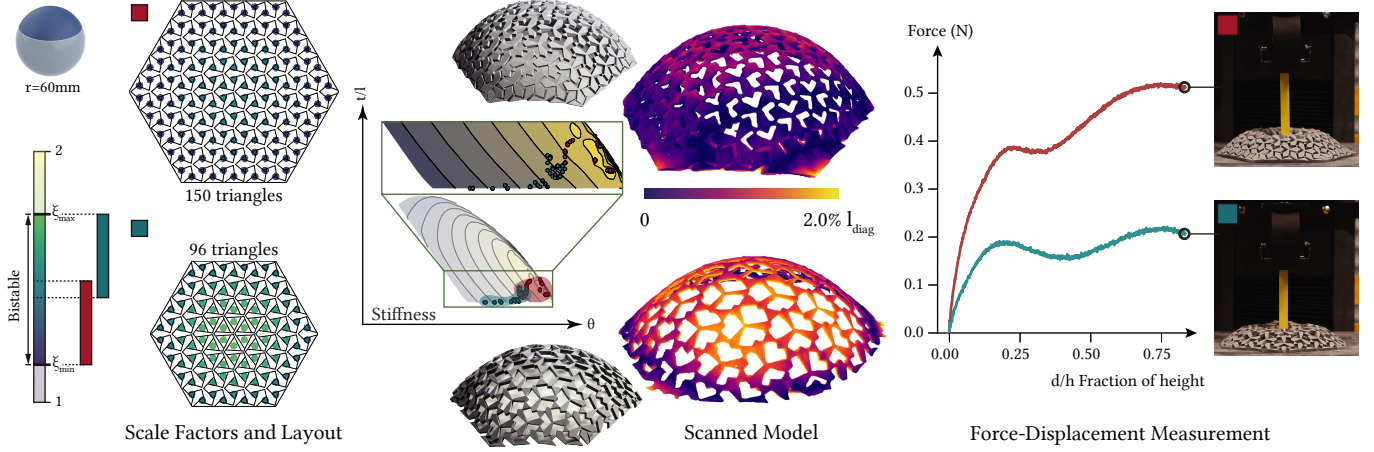 r=60mm
2
ξmax
Bistable
ξmin
1
150 triangles
96 triangles
Scale Factors and Layout
t/l
Stiffness
θ
0
2.0% l_diag
Scanned Model
Force (N)
0.5
0.4
0.3
0.2
0.1
0.0
0.00
0.25
0.50
0.75
d/h Fraction of height
Force-Displacement Measurement